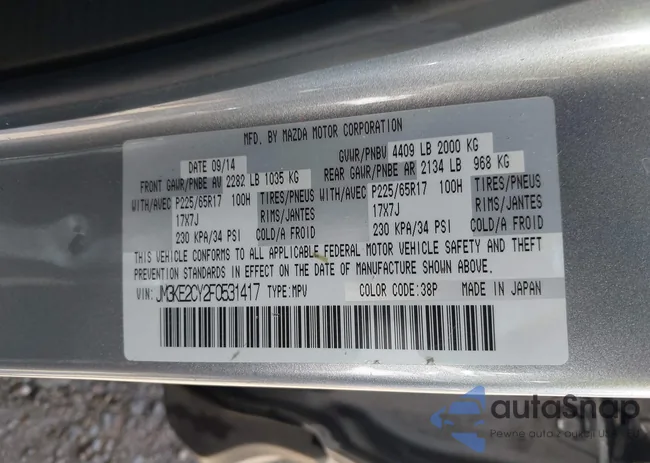 MFD. BY MAZDA MOTOR CORPORATION
DATE 09/14 GVWR/PNBV 4409 LB 2000 KG
FRONT GAWR/PNBE AV 2282 LB 1035 KG REAR GAWR/PNBE AR 2134 LB 968 KG
WITH/AVEC P225/65R17 100H TIRES/PNEUS WITH/AVEC P225/65R17 100H TIRES/PNEUS
17X7J RIMS/JANTES 17X7J RIMS/JANTES
230 KPA/34 PSI COLD/A FROID 230 KPA/34 PSI COLD/A FROID
THIS VEHICLE CONFORMS TO ALL APPLICABLE FEDERAL MOTOR VEHICLE SAFETY AND THEFT
PREVENTION STANDARDS IN EFFECT ON THE DATE OF MANUFACTURE SHOWN ABOVE.
VIN: JM3KE2CY2F0531417 TYPE:MPV COLOR CODE:38P MADE IN JAPAN
autoSnap
Pewne auta z aukcji U